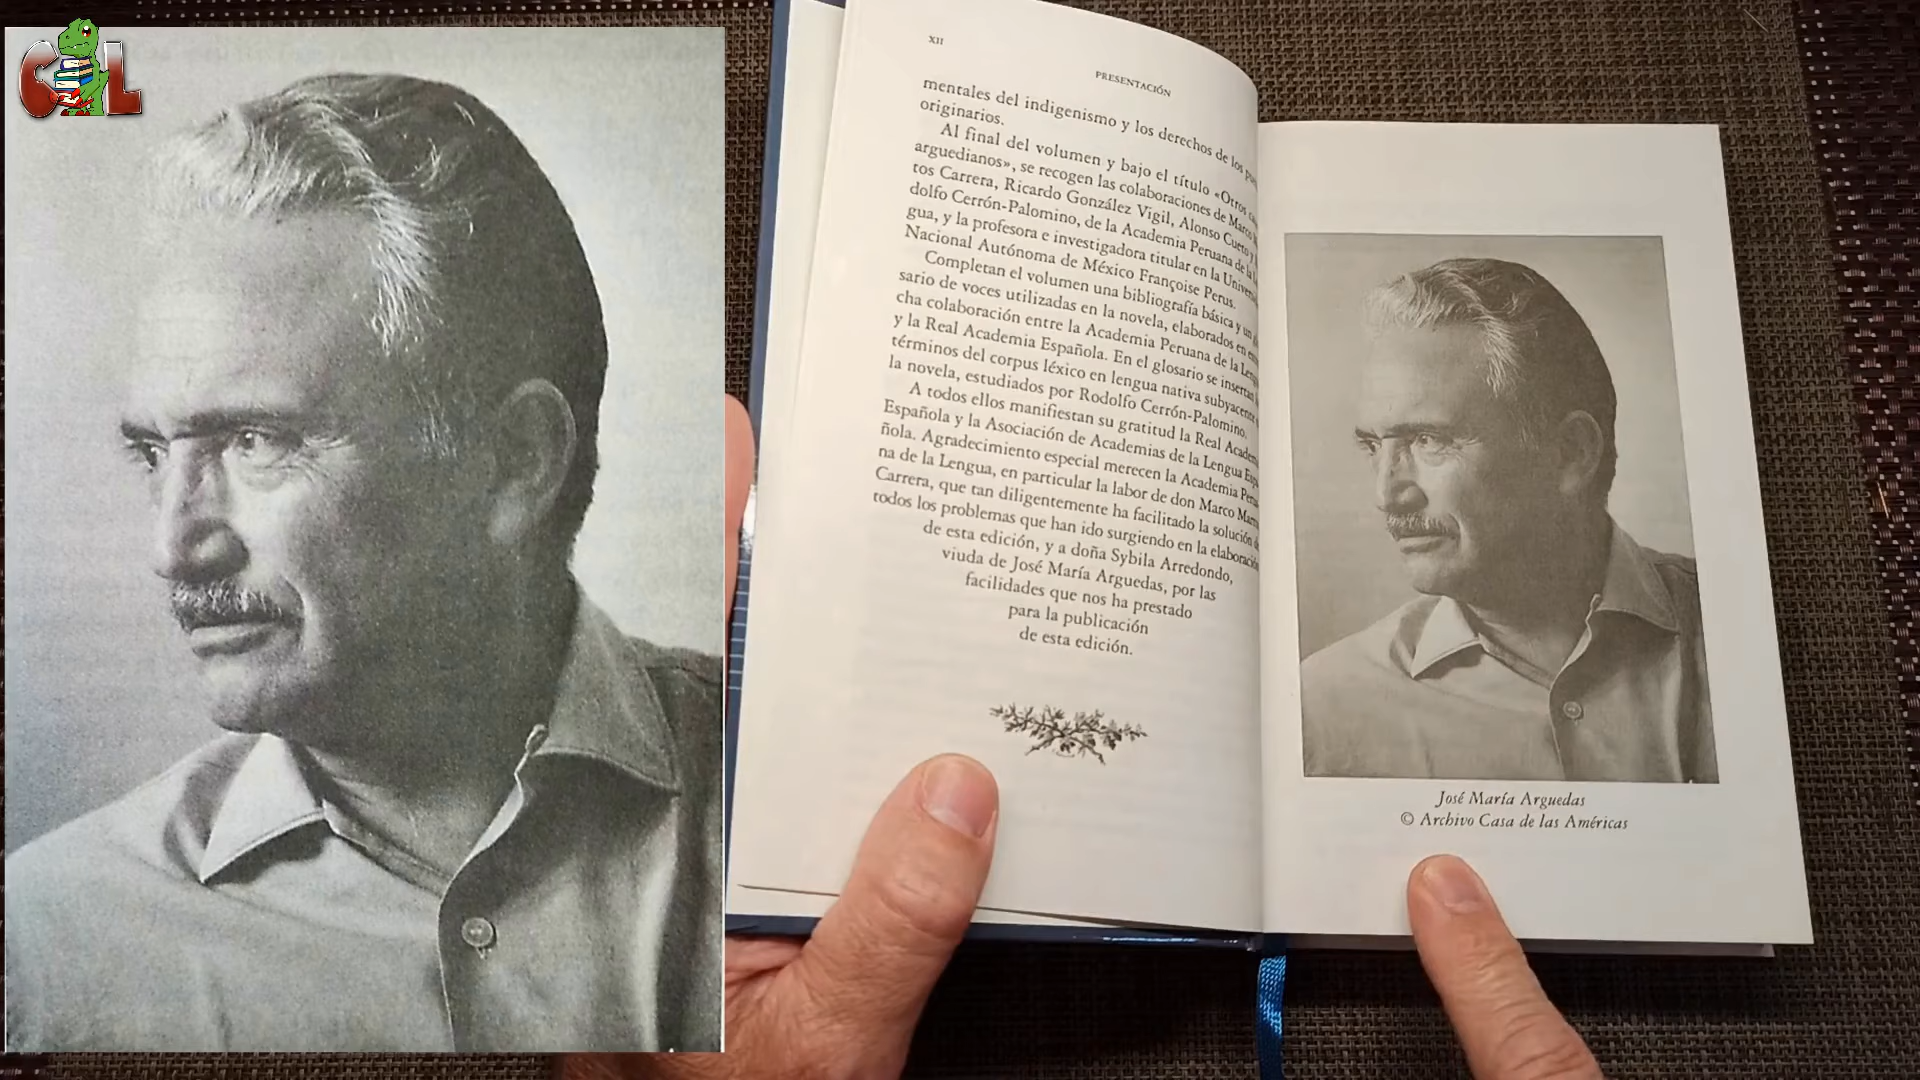 CL
XII
PRESENTACIÓN
mentales del indigenismo y los derechos de los
originarios.
Al final del volumen y bajo el título «Otros
arguedianos», se recogen las colaboraciones de Marco
tos Carrera, Ricardo González Vigil, Alonso Cueto y
dolfo Cerrón-Palomino, de la Academia Peruana de la
gua, y la profesora e investigadora titular en la
Nacional Autónoma de México Françoise Perus.
Completan el volumen una bibliografía básica y un
sario de voces utilizadas en la novela, elaborados en
cha colaboración entre la Academia Peruana de la
y la Real Academia Española. En el glosario se insertan
términos del corpus léxico en lengua nativa subyacente
la novela, estudiados por Rodolfo Cerrón-Palomino.
A todos ellos manifiestan su gratitud la Real
Española y la Asociación de Academias de la Lengua
ñola. Agradecimiento especial merecen la Academia
na de la Lengua, en particular la labor de don Marco
Carrera, que tan diligentemente ha facilitado la solución
todos los problemas que han ido surgiendo en la elaboración
de esta edición, y a doña Sybila Arredondo,
viuda de José María Arguedas, por las
facilidades que nos ha prestado
para la publicación
de esta edición.
José María Arguedas
© Archivo Casa de las Américas